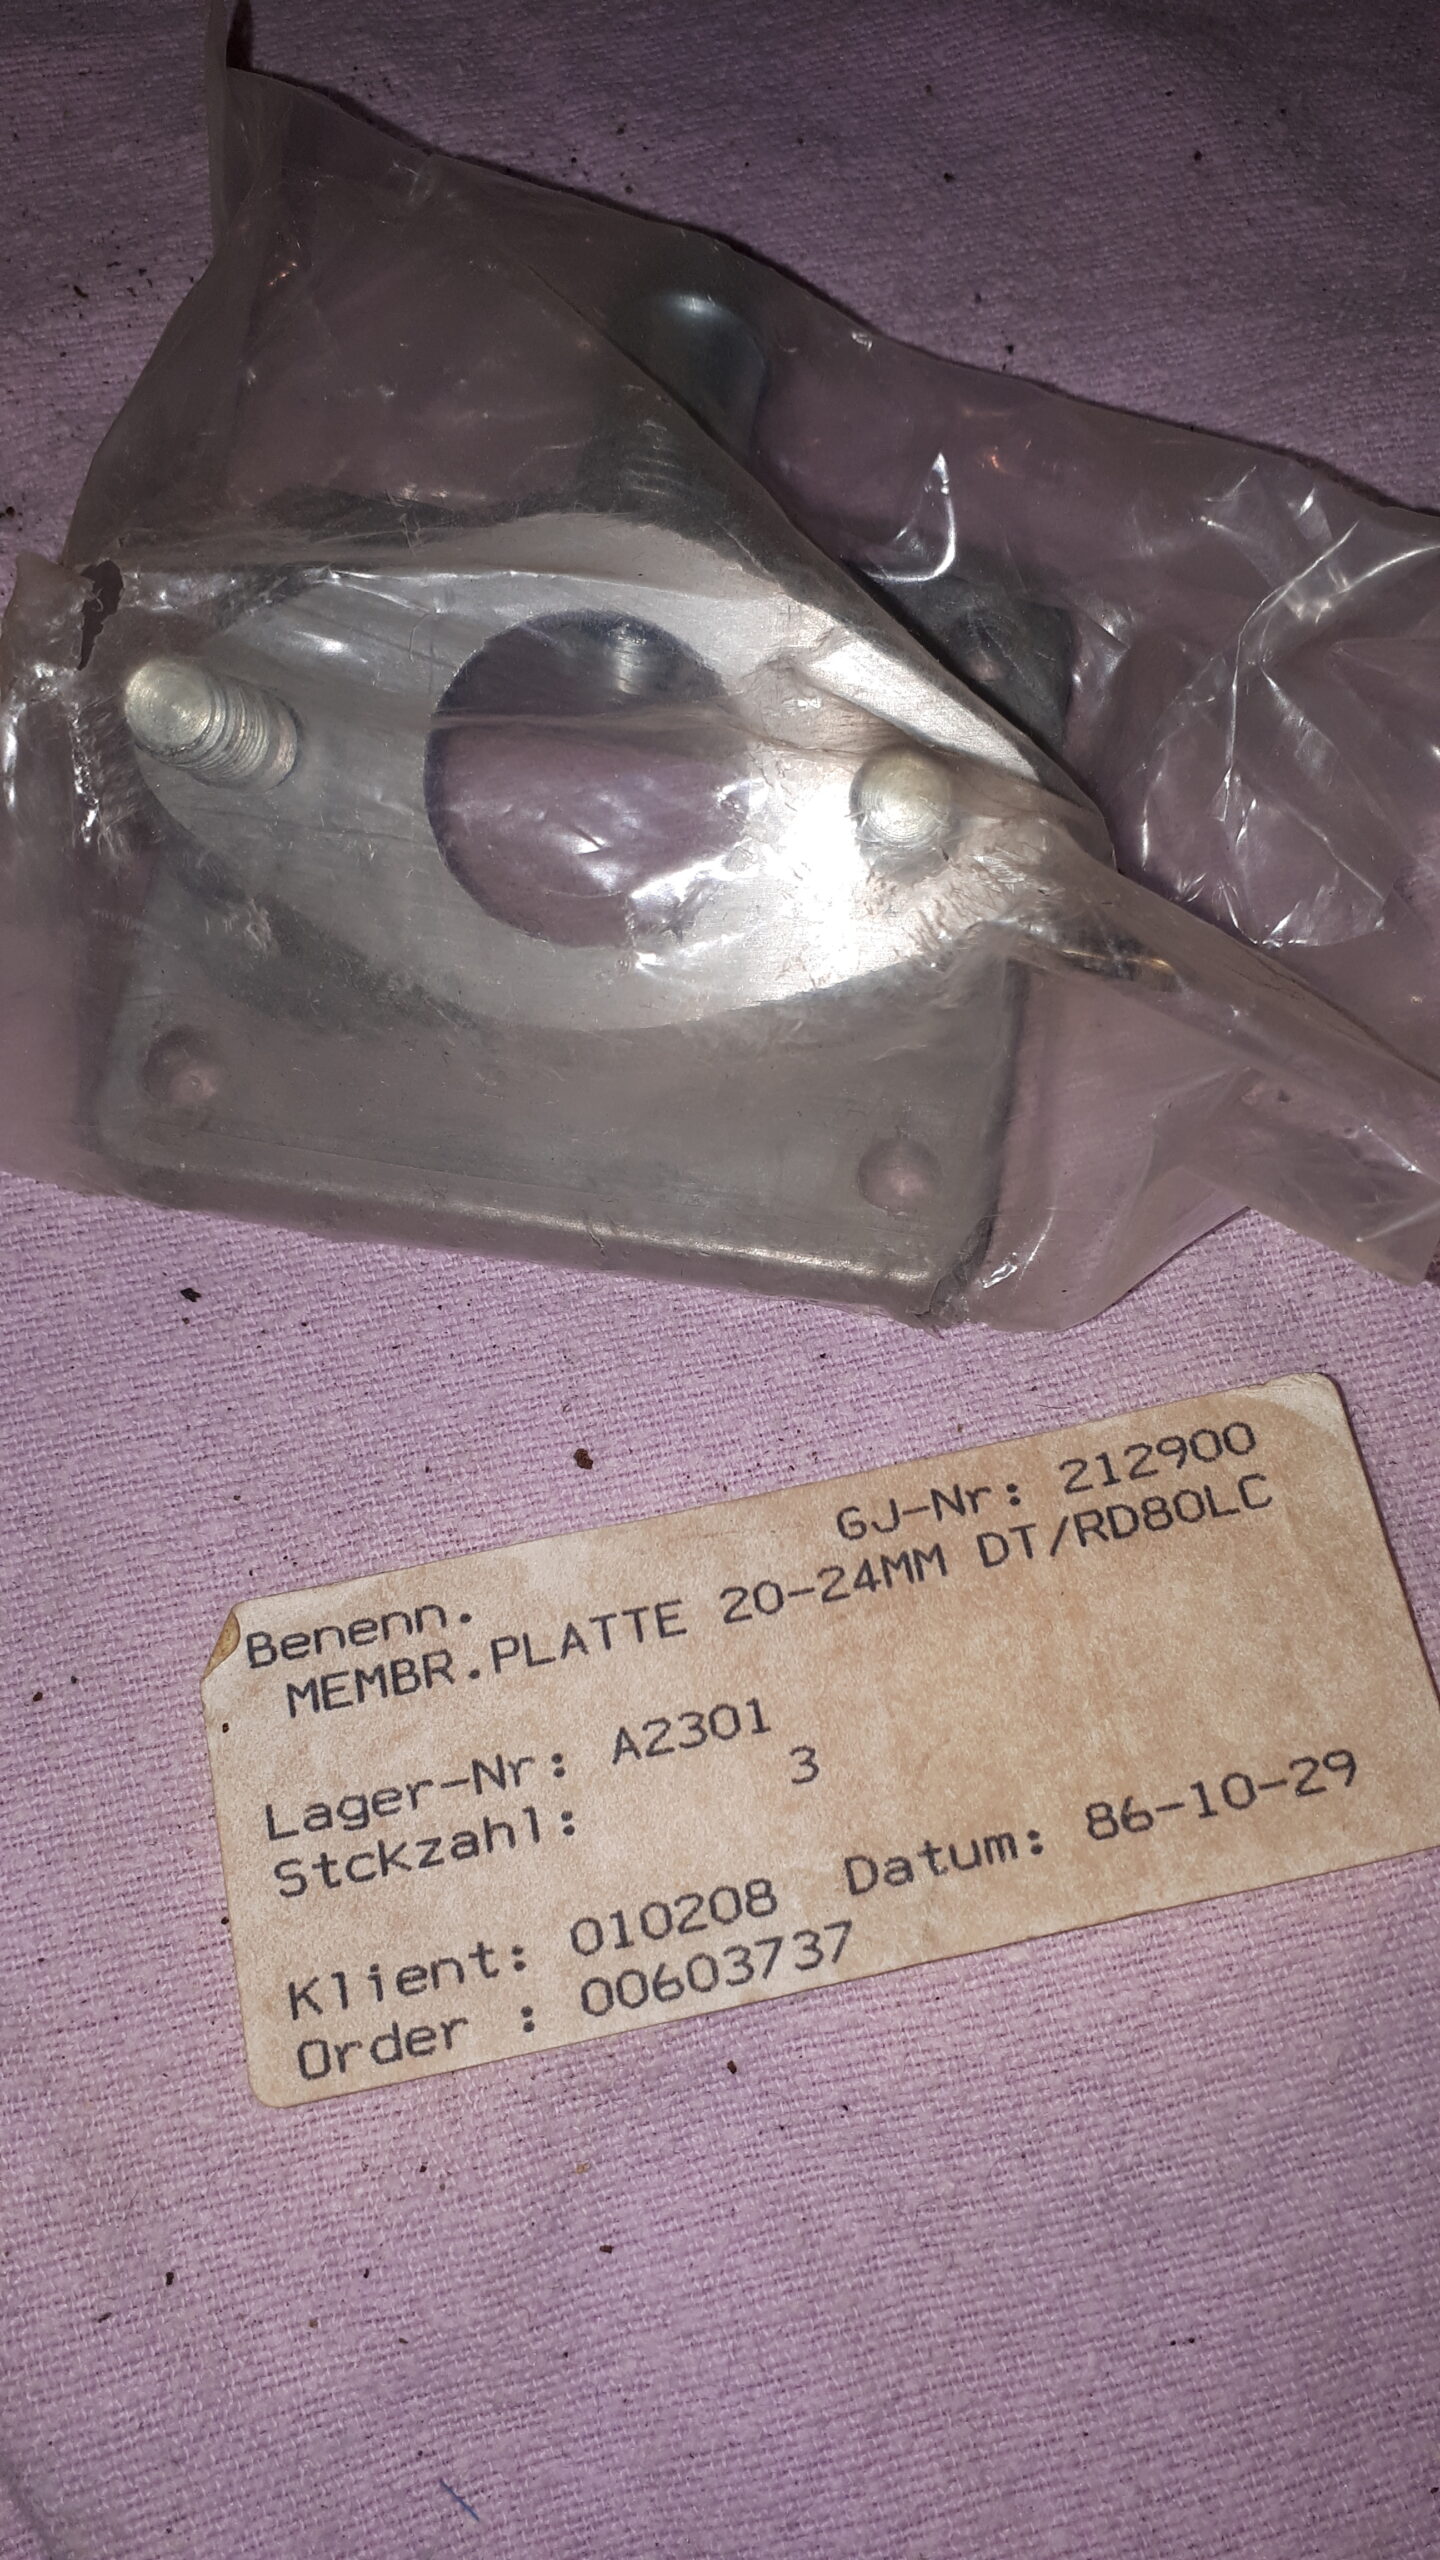 GJ-Nr: 212900
Benenn.
MEMBR.PLATTE 20-24MM DT/RD80LC
Lager-Nr: A2301
Stckzahl: 3
Klient: 010208 Datum: 86-10-29
Order : 00603737